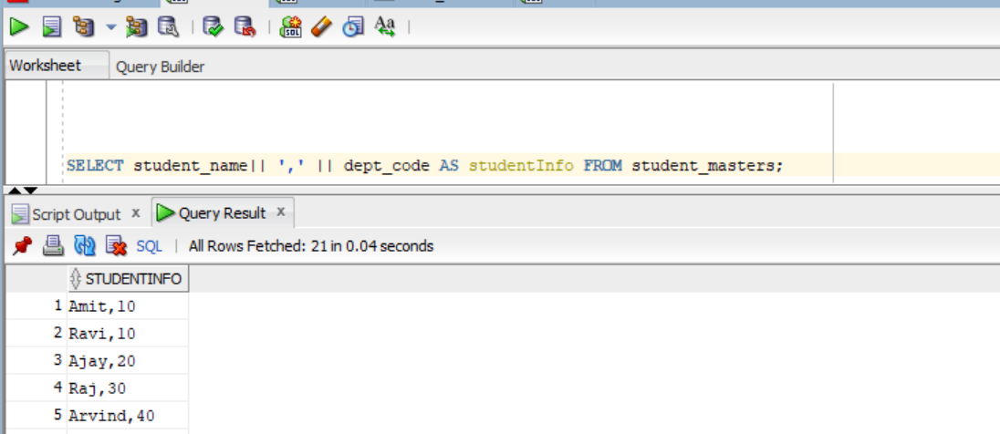 Worksheet Query Builder
SELECT student_name|| ',' || dept_code AS studentInfo FROM student_masters;
Script Output x Query Result x
SQL | All Rows Fetched: 21 in 0.04 seconds
STUDENTINFO
1 Amit,10
2 Ravi,10
3 Ajay,20
4 Raj,30
5 Arvind,40